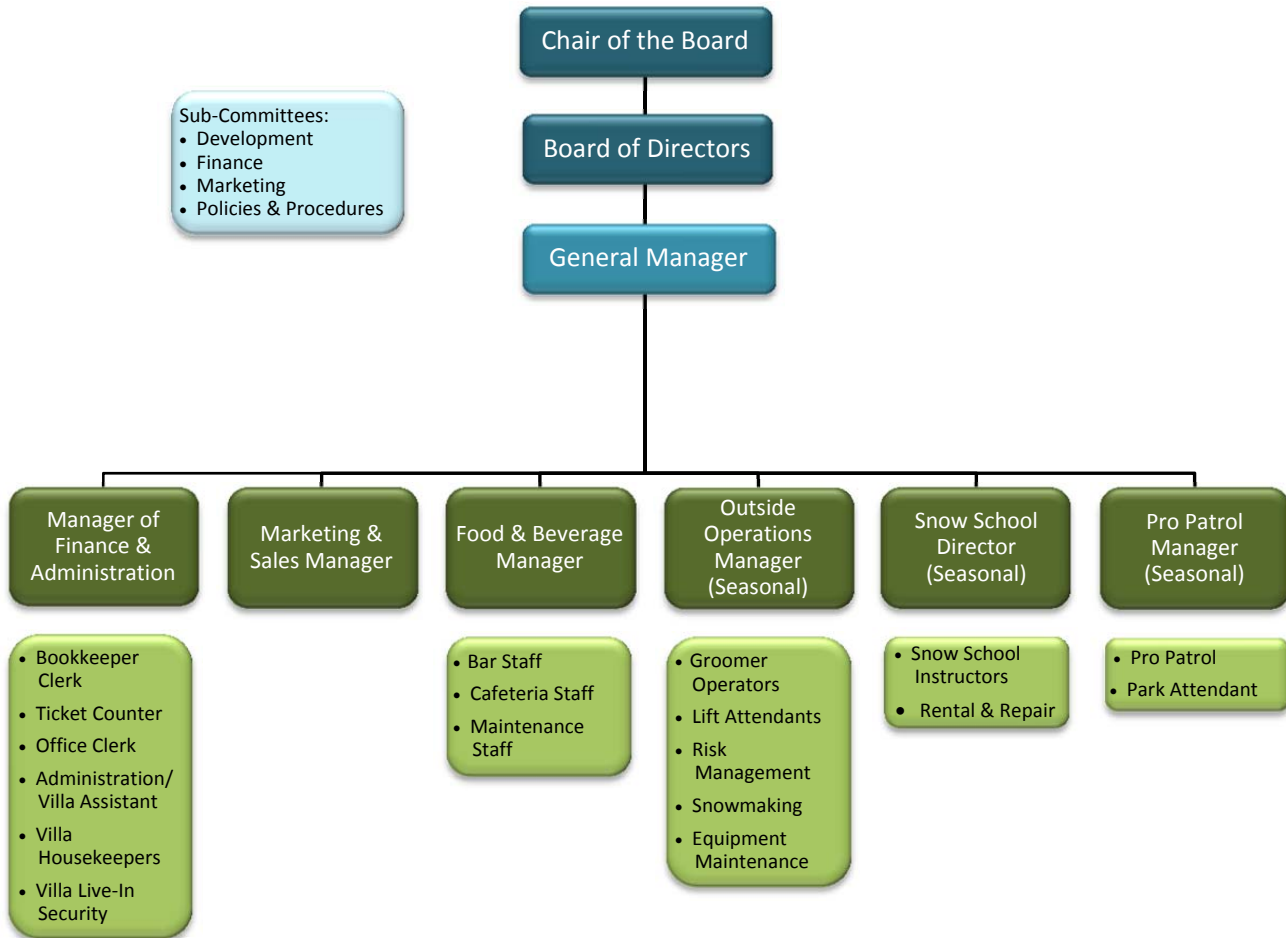 Chair of the Board
Sub-Committees:
• Development
• Finance
• Marketing
• Policies & Procedures
Board of Directors
General Manager
Manager of
Finance &
Administration
Marketing &
Sales Manager
Food & Beverage
Manager
Outside
Operations
Manager
(Seasonal)
Snow School
Director
(Seasonal)
Pro Patrol
Manager
(Seasonal)
• Bookkeeper
Clerk
• Ticket Counter
• Office Clerk
• Administration/
Villa Assistant
• Villa
Housekeepers
• Villa Live-In
Security
• Bar Staff
• Cafeteria Staff
• Maintenance
Staff
• Groomer
Operators
• Lift Attendants
• Risk
Management
• Snowmaking
• Equipment
Maintenance
• Snow School
Instructors
• Rental & Repair
• Pro Patrol
• Park Attendant